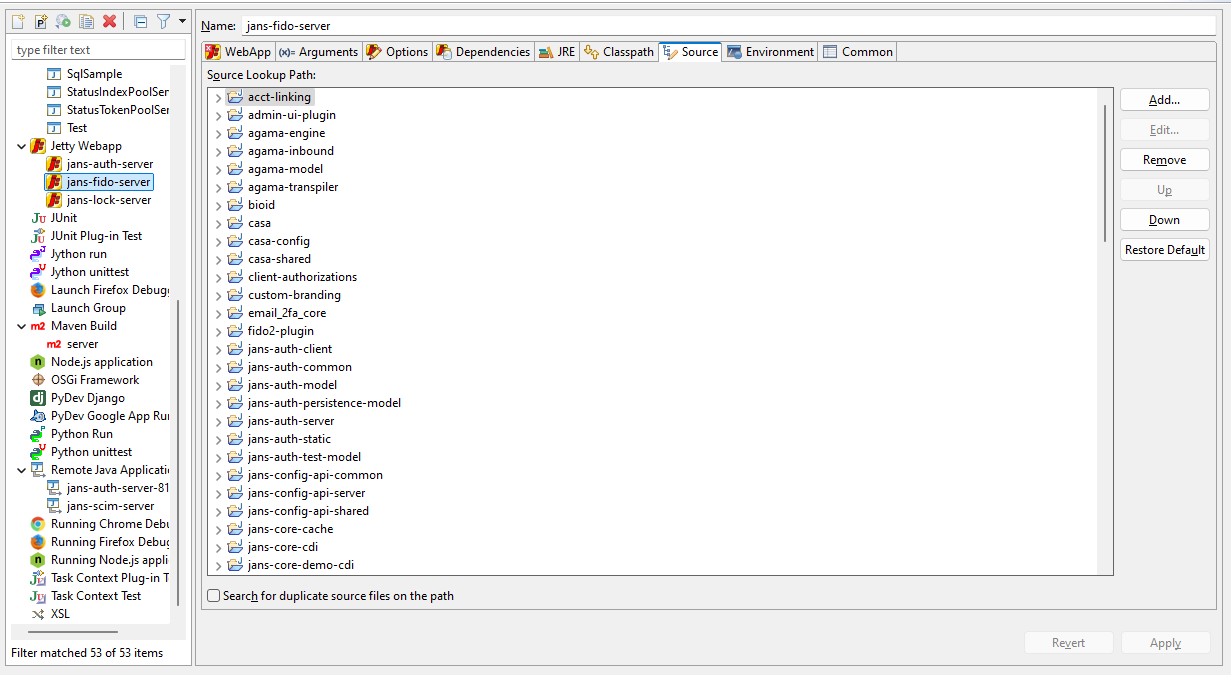 type filter text
SqlSample
StatusIndexPoolSer
StatusTokenPoolSer
Test
Jetty Webapp
jans-auth-server
jans-fido-server
jans-lock-server
JUnit
JUnit Plug-in Test
Jython run
Jython unittest
Launch Firefox Debugg
Launch Group
Maven Build
server
Node.js application
OSGi Framework
PyDev Django
PyDev Google App Run
Python Run
Python unittest
Remote Java Applicatio
jans-auth-server-81
jans-scim-server
Running Chrome Debu
Running Firefox Debug
Running Node.js appli
Task Context Plug-in T
Task Context Test
XSL
Filter matched 53 of 53 items
Name: jans-fido-server
WebApp (x)= Arguments Options Dependencies JRE Classpath Source Environment Common
Source Lookup Path:
acct-linking
admin-ui-plugin
agama-engine
agama-inbound
agama-model
agama-transpiler
bioid
casa
casa-config
casa-shared
client-authorizations
custom-branding
email_2fa_core
fido2-plugin
jans-auth-client
jans-auth-common
jans-auth-model
jans-auth-persistence-model
jans-auth-server
jans-auth-static
jans-auth-test-model
jans-config-api-common
jans-config-api-server
jans-config-api-shared
jans-core-cache
jans-core-cdi
jans-core-demo-cdi
Add...
Edit...
Remove
Up
Down
Restore Default
Search for duplicate source files on the path
Revert Apply